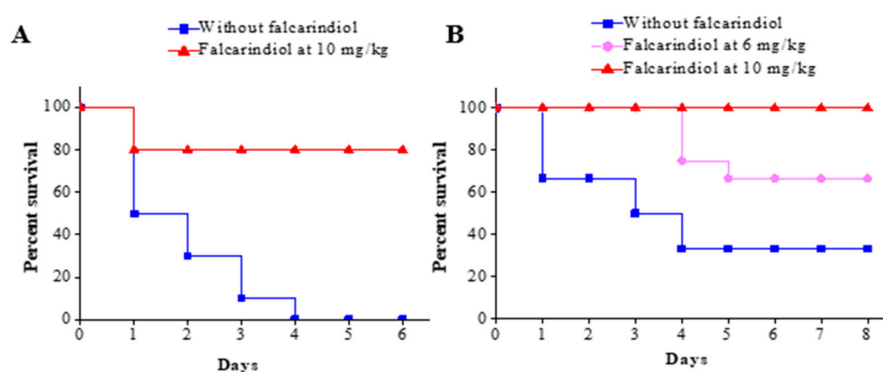 A
Without falcarindiol
Falcarindiol at 10 mg/kg
Percent survival
100
80
60
40
20
0
0 1 2 3 4 5 6
Days
B
Without falcarindiol
Falcarindiol at 6 mg/kg
Falcarindiol at 10 mg/kg
Percent survival
100
80
60
40
20
0
0 1 2 3 4 5 6 7 8
Days